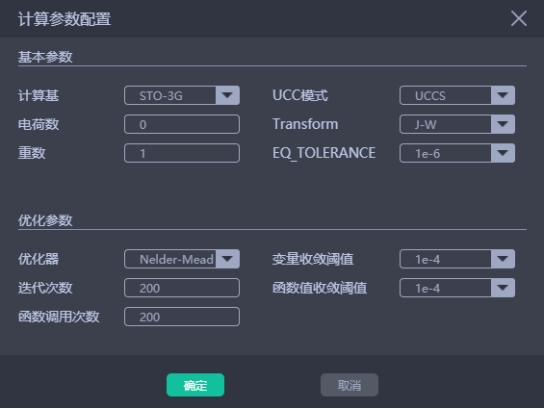 计算参数配置
基本参数
计算基 STO-3G UCC模式 UCCS
电荷数 0 Transform J-W
重数 1 EQ_TOLERANCE 1e-6
优化参数
优化器 Nelder-Mead 变量收敛阈值 1e-4
迭代次数 200 函数值收敛阈值 1e-4
函数调用次数 200
确定 取消